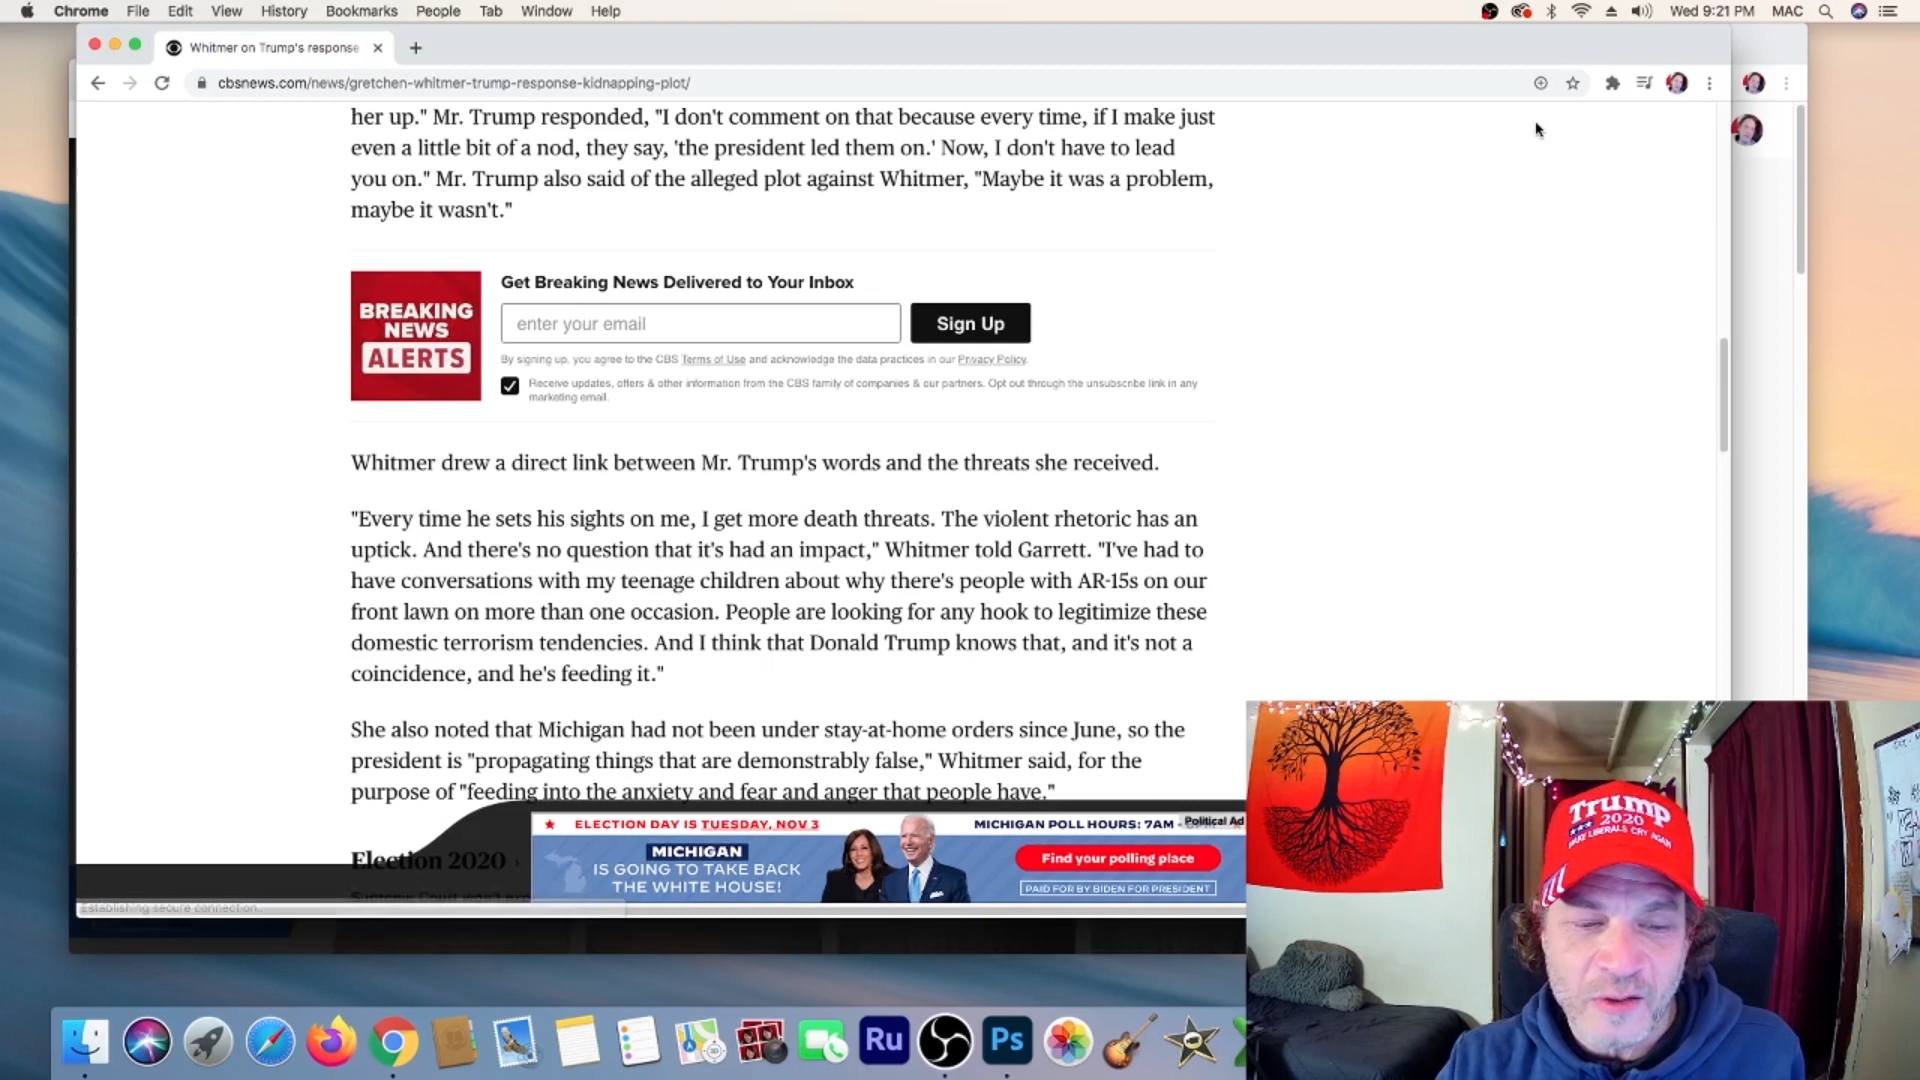 Chrome File Edit View History Bookmarks People Tab Window Help
Wed 9:21 PM MAC
Whitmer on Trump's response
cbsnews.com/news/gretchen-whitmer-trump-response-kidnapping-plot/
her up." Mr. Trump responded, "I don't comment on that because every time, if I make just
even a little bit of a nod, they say, 'the president led them on.' Now, I don't have to lead
you on." Mr. Trump also said of the alleged plot against Whitmer, "Maybe it was a problem,
maybe it wasn't."
BREAKING
NEWS
ALERTS
Get Breaking News Delivered to Your Inbox
enter your email
Sign Up
By signing up, you agree to the CBS Terms of Use and acknowledge the data practices in our Privacy Policy.
Receive updates, offers & other information from the CBS family of companies & our partners. Opt out through the unsubscribe link in any
marketing email.
Whitmer drew a direct link between Mr. Trump's words and the threats she received.
"Every time he sets his sights on me, I get more death threats. The violent rhetoric has an
uptick. And there's no question that it's had an impact," Whitmer told Garrett. "I've had to
have conversations with my teenage children about why there's people with AR-15s on our
front lawn on more than one occasion. People are looking for any hook to legitimize these
domestic terrorism tendencies. And I think that Donald Trump knows that, and it's not a
coincidence, and he's feeding it."
She also noted that Michigan had not been under stay-at-home orders since June, so the
president is "propagating things that are demonstrably false," Whitmer said, for the
purpose of "feeding into the anxiety and fear and anger that people have."
Election 2020 ›
ELECTION DAY IS TUESDAY, NOV 3
MICHIGAN
IS GOING TO TAKE BACK
THE WHITE HOUSE!
MICHIGAN POLL HOURS: 7AM -
Political Ad
Find your polling place
PAID FOR BY BIDEN FOR PRESIDENT
Establishing secure connection...
Trump
2020
MAKE LIBERALS CRY AGAIN
Ru
Ps